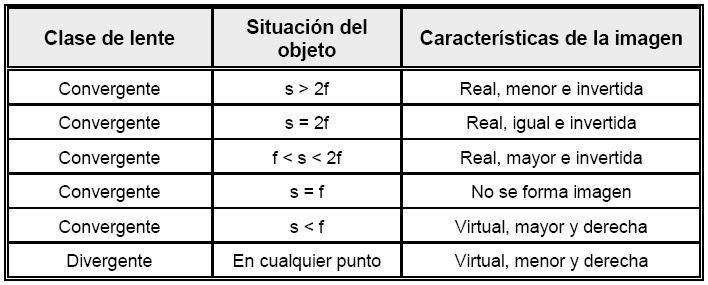 Clase de lente Situación del objeto Características de la imagen
Convergente s > 2f Real, menor e invertida
Convergente s = 2f Real, igual e invertida
Convergente f < s < 2f Real, mayor e invertida
Convergente s = f No se forma imagen
Convergente s < f Virtual, mayor y derecha
Divergente En cualquier punto Virtual, menor y derecha